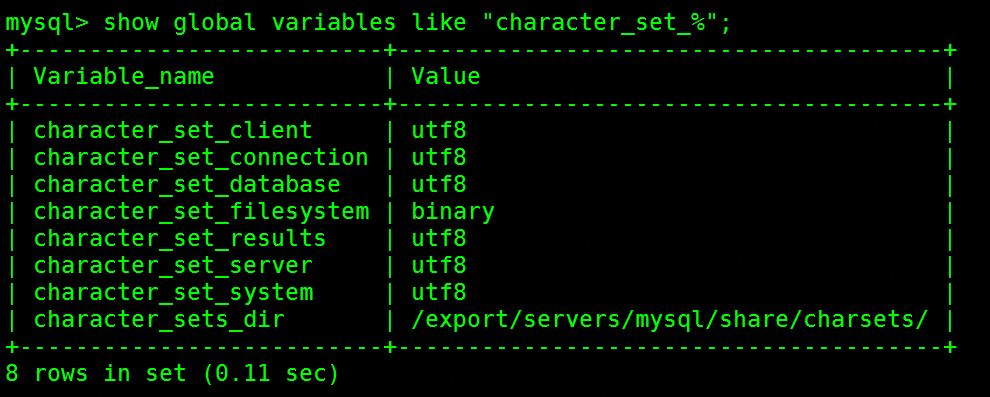 mysql> show global variables like "character_set_%";
+--------------------------+---------------------------------------+
| Variable_name            | Value                                 |
+--------------------------+---------------------------------------+
| character_set_client     | utf8                                  |
| character_set_connection | utf8                                  |
| character_set_database   | utf8                                  |
| character_set_filesystem | binary                                |
| character_set_results    | utf8                                  |
| character_set_server     | utf8                                  |
| character_set_system     | utf8                                  |
| character_sets_dir       | /export/servers/mysql/share/charsets/ |
+--------------------------+---------------------------------------+
8 rows in set (0.11 sec)